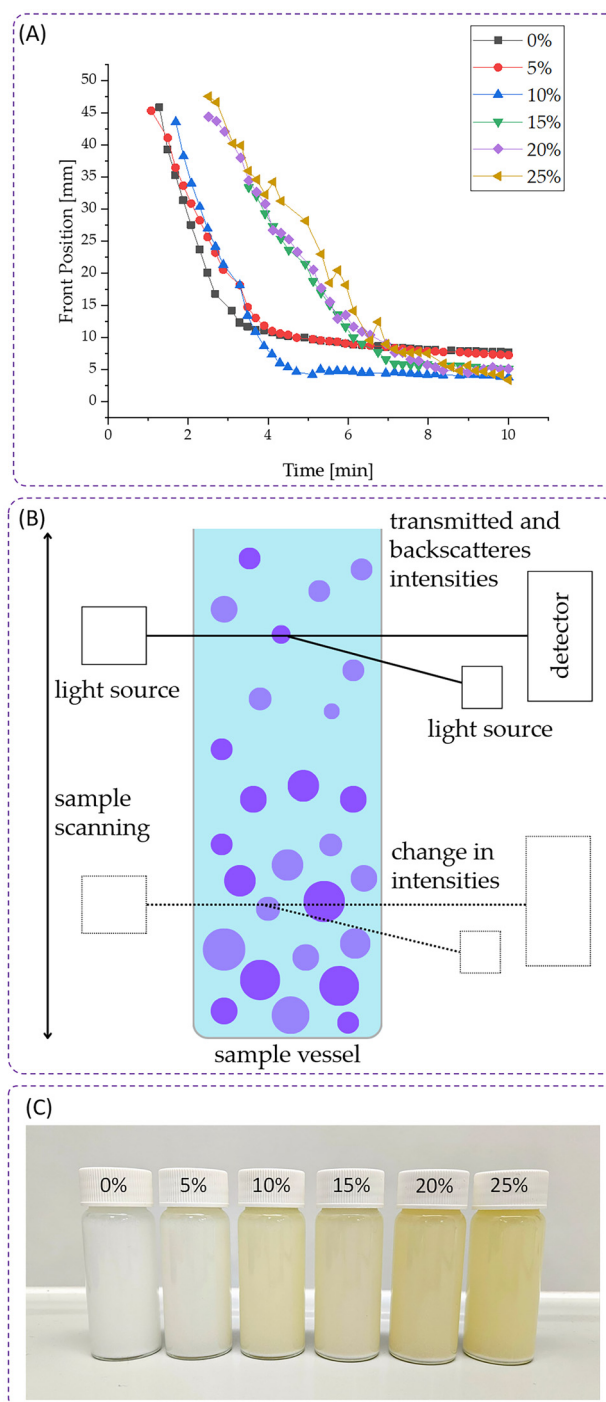 (A)
0%
5%
10%
15%
20%
25%
50
45
40
35
30
25
20
15
10
5
0
Front Position [mm]
0
2
4
6
8
10
Time [min]
(B)
transmitted and
backscatteres
intensities
detector
light source
light source
sample
scanning
change in
intensities
sample vessel
(C)
0%
5%
10%
15%
20%
25%